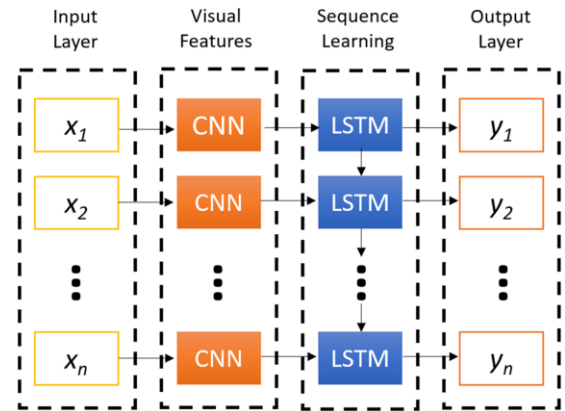 Input
Layer
Visual
Features
Sequence
Learning
Output
Layer
x1 CNN LSTM y1
x2 CNN LSTM y2
xn CNN LSTM yn